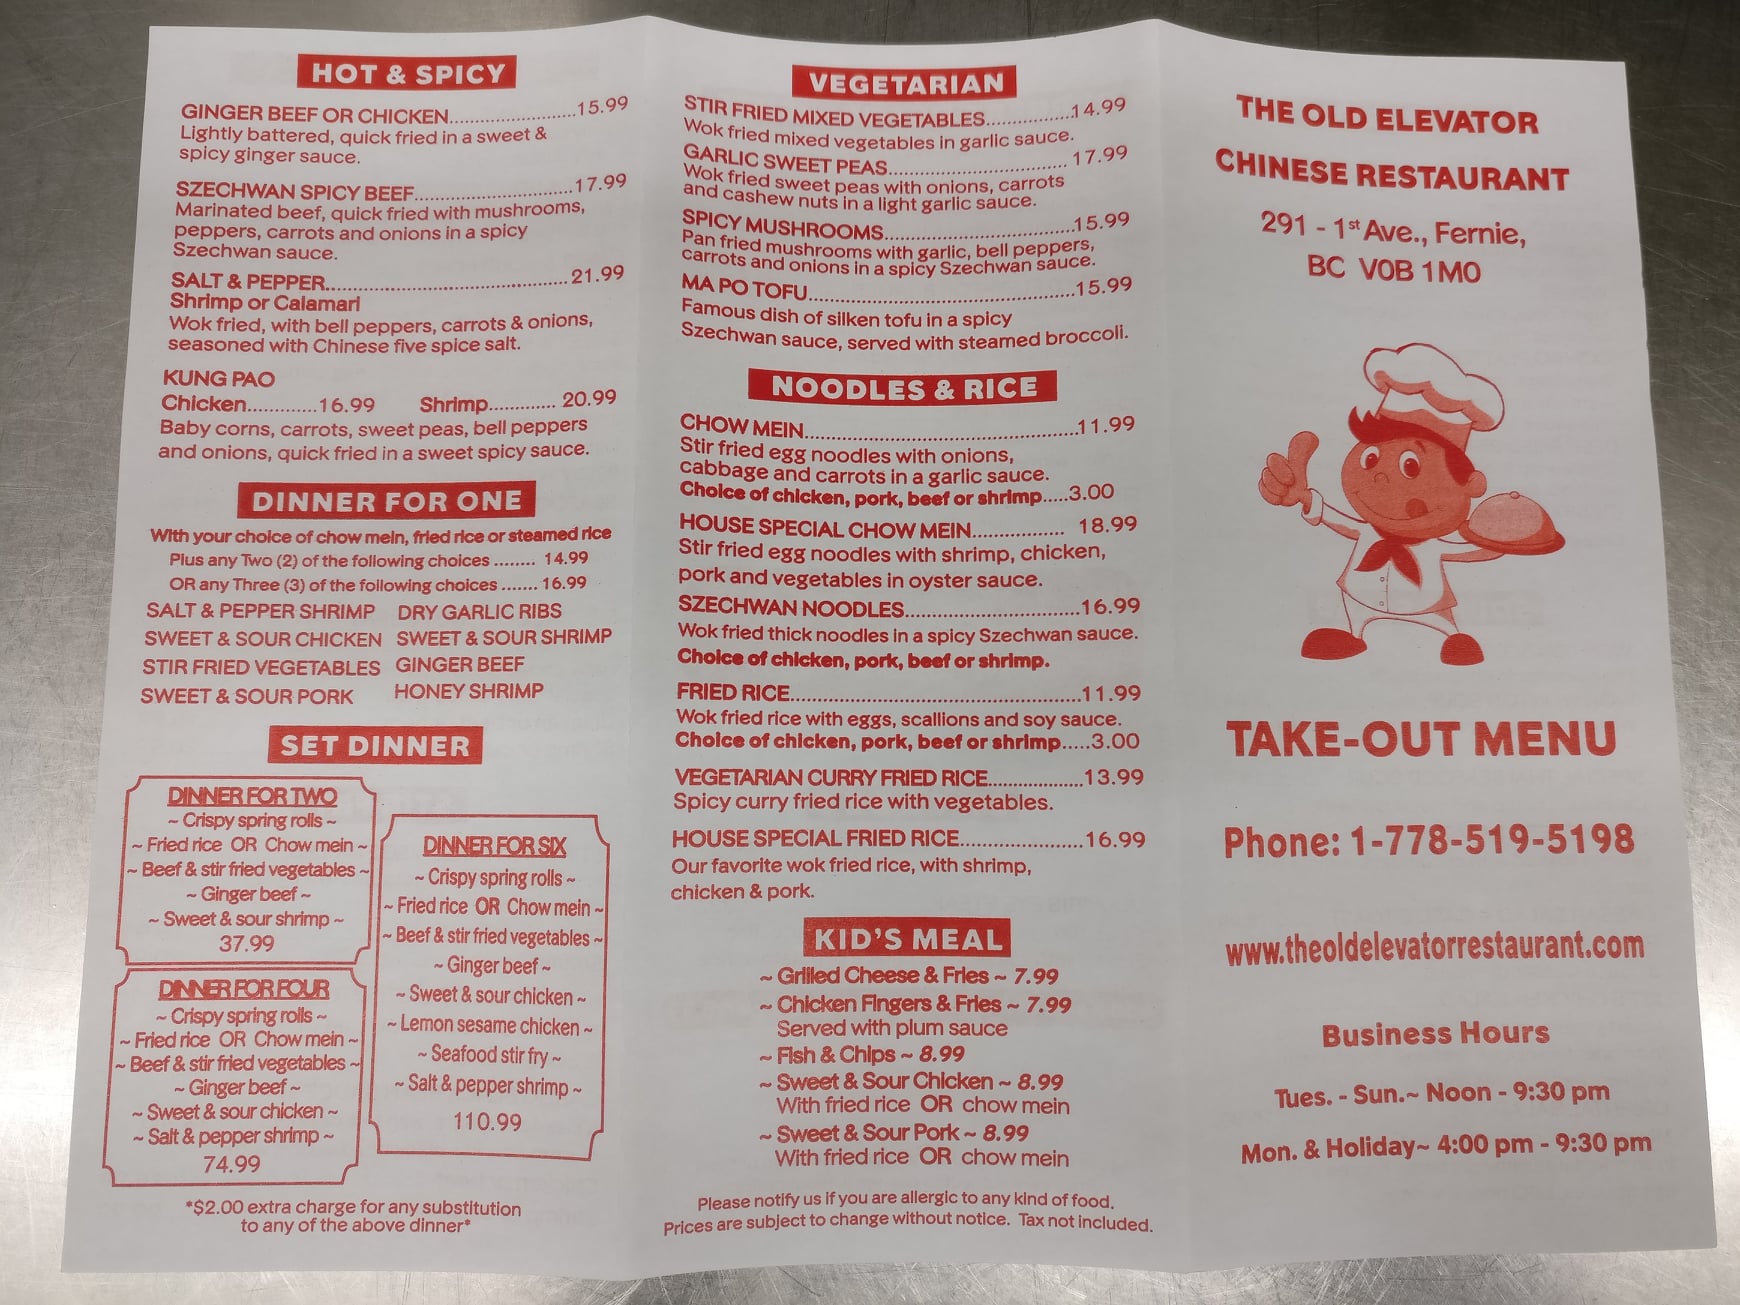 HOT & SPICY
GINGER BEEF OR CHICKEN..............................15.99
Lightly battered, quick fried in a sweet &
spicy ginger sauce.
SZECHWAN SPICY BEEF..............................17.99
Marinated beef, quick fried with mushrooms,
peppers, carrots and onions in a spicy
Szechwan sauce.
SALT & PEPPER..............................21.99
Shrimp or Calamari
Wok fried, with bell peppers, carrots & onions,
seasoned with Chinese five spice salt.
KUNG PAO
Chicken............16.99 Shrimp............ 20.99
Baby corns, carrots, sweet peas, bell peppers
and onions, quick fried in a sweet spicy sauce.
DINNER FOR ONE
With your choice of chow mein, fried rice or steamed rice
Plus any Two (2) of the following choices ........ 14.99
OR any Three (3) of the following choices ....... 16.99
SALT & PEPPER SHRIMP DRY GARLIC RIBS
SWEET & SOUR CHICKEN SWEET & SOUR SHRIMP
STIR FRIED VEGETABLES GINGER BEEF
SWEET & SOUR PORK HONEY SHRIMP
SET DINNER
DINNER FOR TWO
~ Crispy spring rolls ~
~ Fried rice OR Chow mein ~
~ Beef & stir fried vegetables ~
~ Ginger beef ~
~ Sweet & sour shrimp ~
37.99
DINNER FOR FOUR
~ Crispy spring rolls ~
~ Fried rice OR Chow mein ~
~ Beef & stir fried vegetables ~
~ Ginger beef ~
~ Sweet & sour chicken ~
~ Salt & pepper shrimp ~
74.99
DINNER FOR SIX
~ Crispy spring rolls ~
~ Fried rice OR Chow mein ~
~ Beef & stir fried vegetables ~
~ Ginger beef ~
~ Sweet & sour chicken ~
~ Lemon sesame chicken ~
~ Seafood stir fry ~
~ Salt & pepper shrimp ~
110.99
*$2.00 extra charge for any substitution
to any of the above dinner*
VEGETARIAN
STIR FRIED MIXED VEGETABLES..............14.99
Wok fried mixed vegetables in garlic sauce.
GARLIC SWEET PEAS.............................. 17.99
Wok fried sweet peas with onions, carrots
and cashew nuts in a light garlic sauce.
SPICY MUSHROOMS..............................15.99
Pan fried mushrooms with garlic, bell peppers,
carrots and onions in a spicy Szechwan sauce.
MA PO TOFU..............................15.99
Famous dish of silken tofu in a spicy
Szechwan sauce, served with steamed broccoli.
NOODLES & RICE
CHOW MEIN..............................11.99
Stir fried egg noodles with onions,
cabbage and carrots in a garlic sauce.
Choice of chicken, pork, beef or shrimp.....3.00
HOUSE SPECIAL CHOW MEIN................ 18.99
Stir fried egg noodles with shrimp, chicken,
pork and vegetables in oyster sauce.
SZECHWAN NOODLES..............................16.99
Wok fried thick noodles in a spicy Szechwan sauce.
Choice of chicken, pork, beef or shrimp.
FRIED RICE..............................11.99
Wok fried rice with eggs, scallions and soy sauce.
Choice of chicken, pork, beef or shrimp.....3.00
VEGETARIAN CURRY FRIED RICE................13.99
Spicy curry fried rice with vegetables.
HOUSE SPECIAL FRIED RICE.....................16.99
Our favorite wok fried rice, with shrimp,
chicken & pork.
KID'S MEAL
~ Grilled Cheese & Fries ~ 7.99
~ Chicken Fingers & Fries ~ 7.99
Served with plum sauce
~ Fish & Chips ~ 8.99
~ Sweet & Sour Chicken ~ 8.99
With fried rice OR chow mein
~ Sweet & Sour Pork ~ 8.99
With fried rice OR chow mein
Please notify us if you are allergic to any kind of food.
Prices are subject to change without notice. Tax not included.
THE OLD ELEVATOR
CHINESE RESTAURANT
291 - 1st Ave., Fernie,
BC V0B 1M0
TAKE-OUT MENU
Phone: 1-778-519-5198
www.theoldelevatorrestaurant.com
Business Hours
Tues. - Sun.~ Noon - 9:30 pm
Mon. & Holiday~ 4:00 pm - 9:30 pm